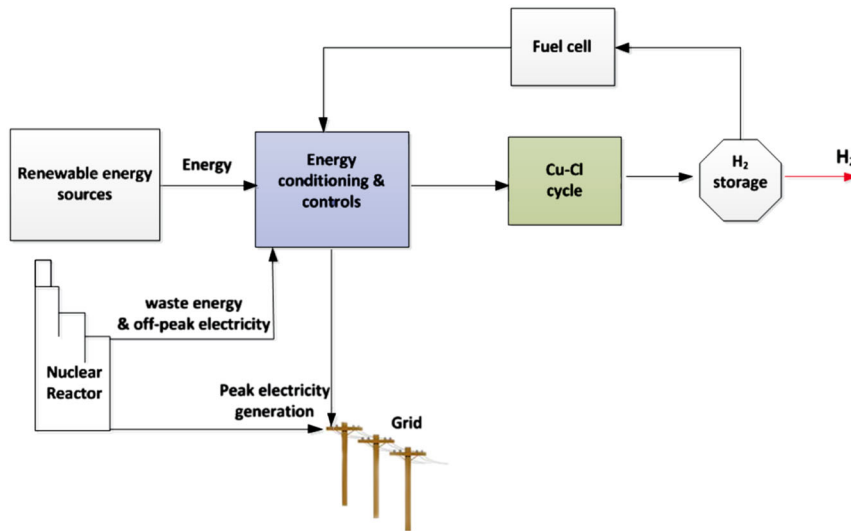 Fuel cell
Renewable energy
sources
Energy
Energy
conditioning &
controls
Cu-Cl
cycle
H₂
storage
H₂
waste energy
& off-peak electricity
Nuclear
Reactor
Peak electricity
generation
Grid